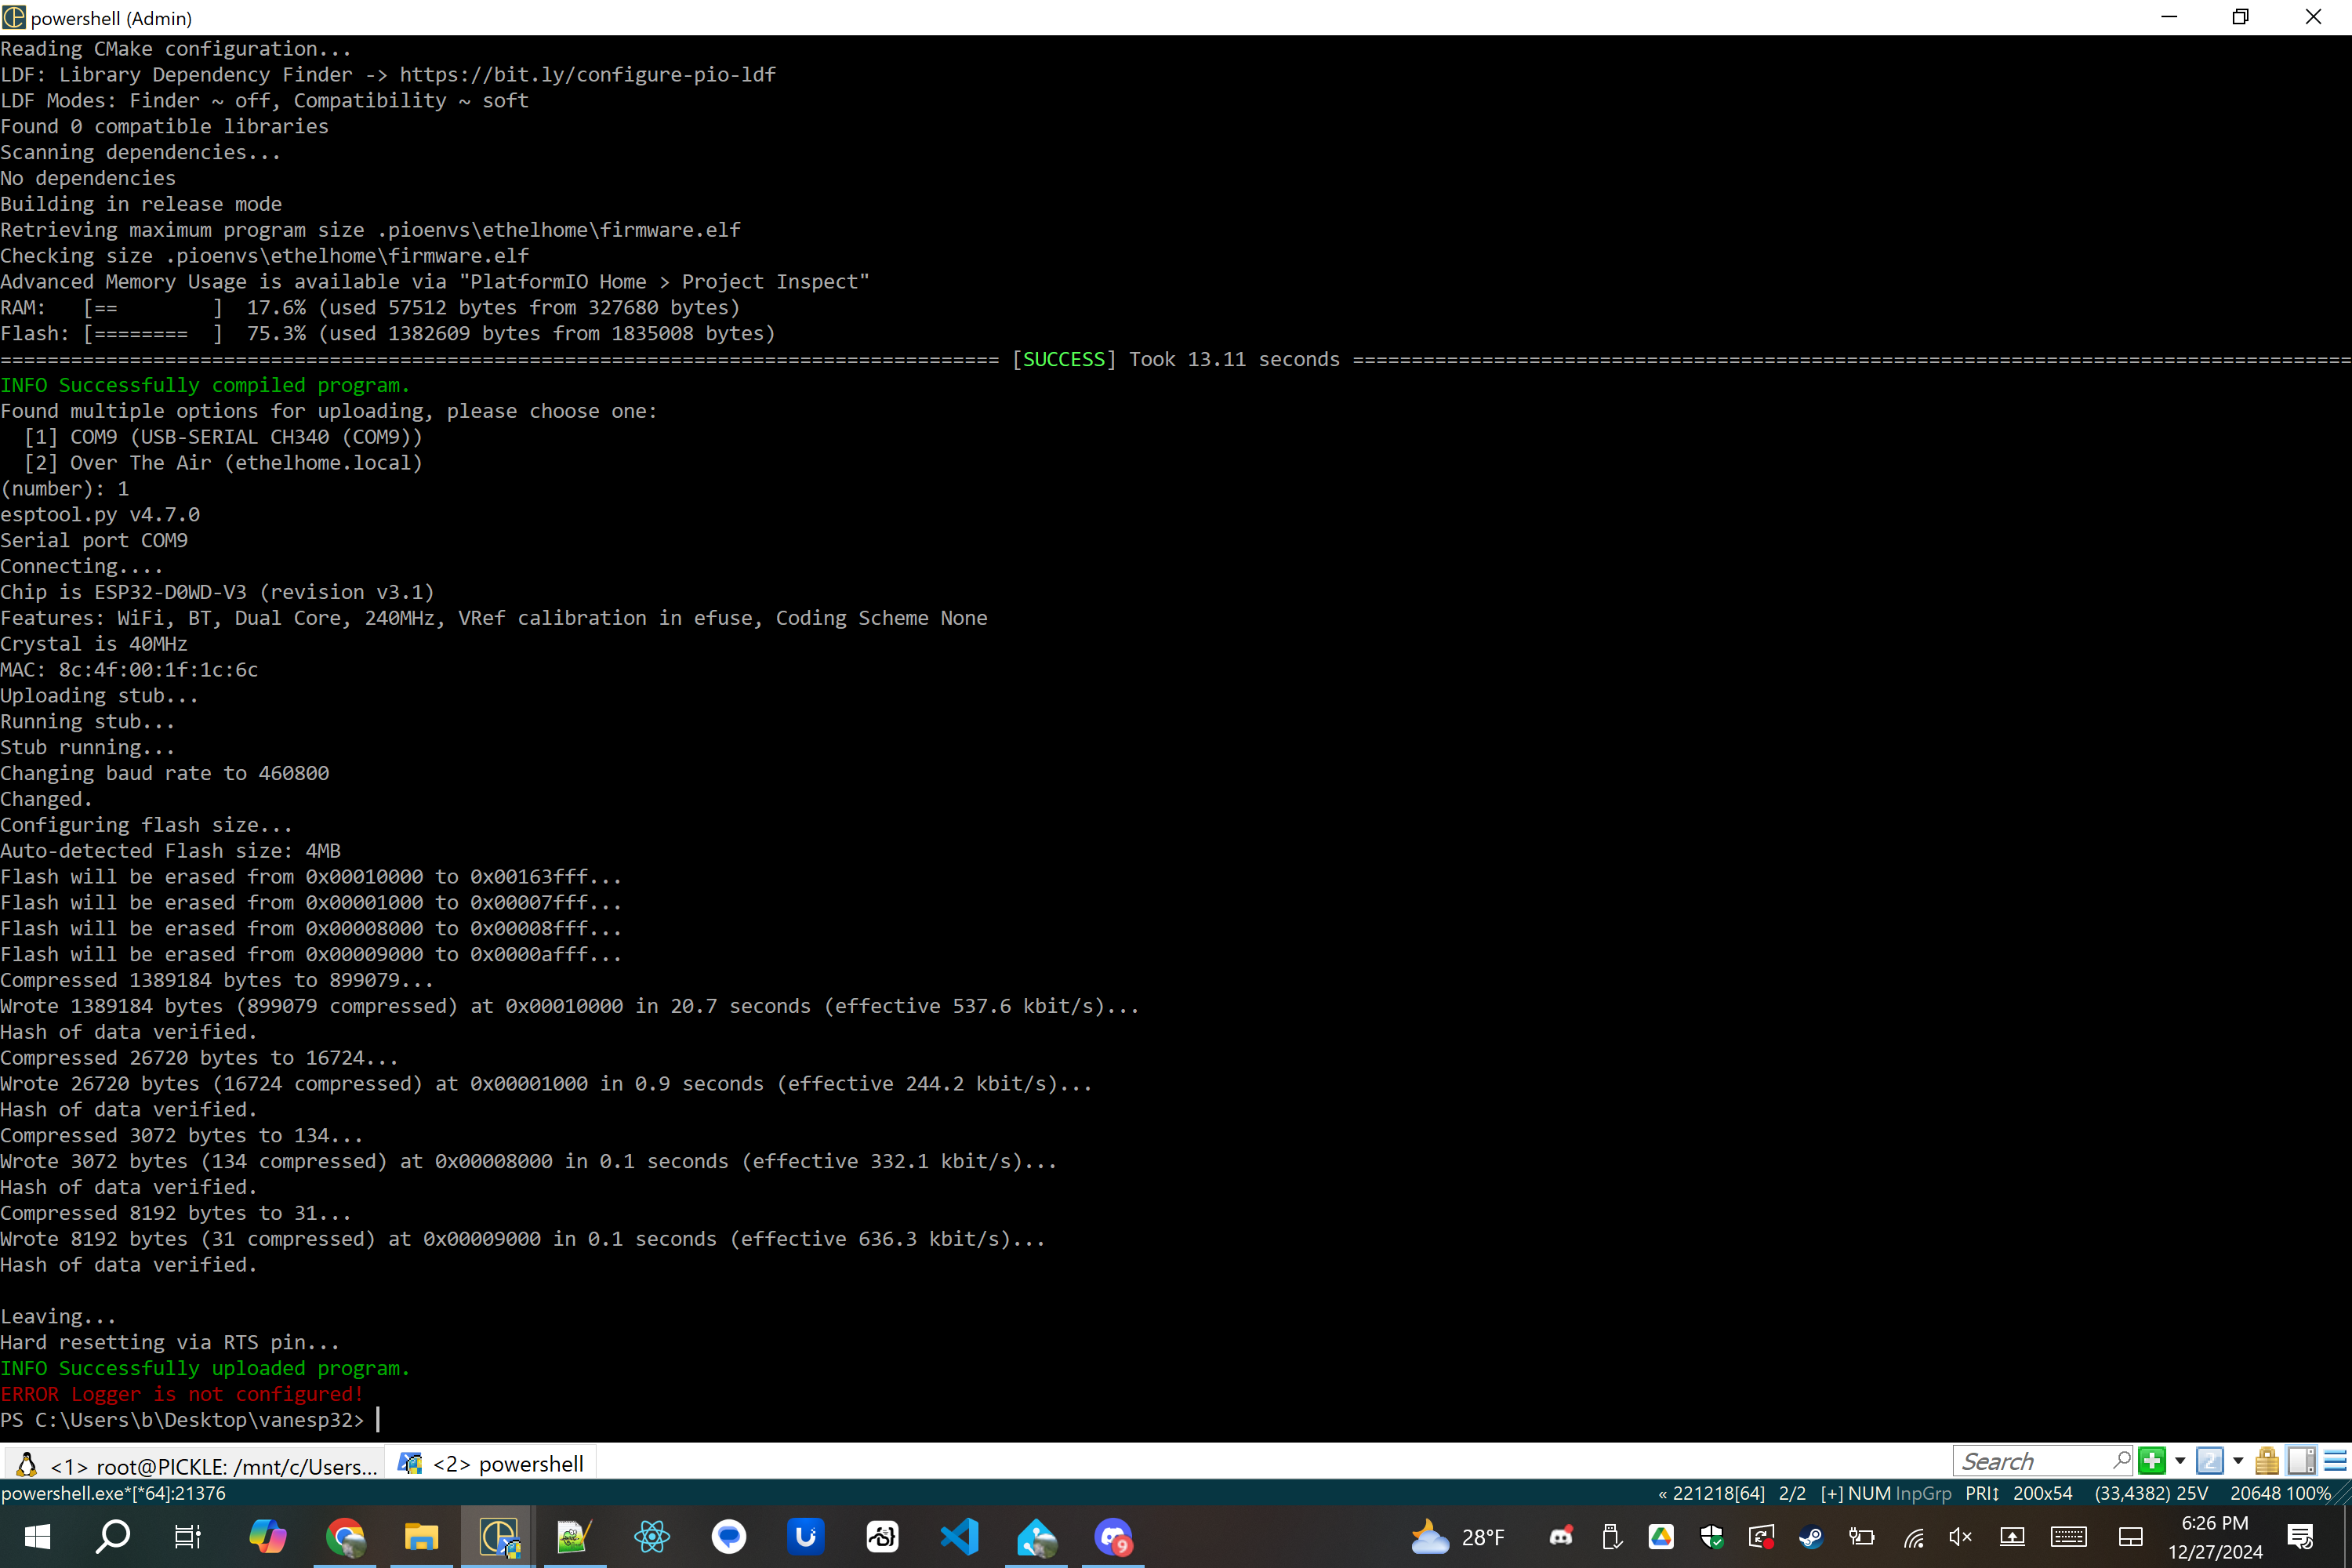 powershell (Admin)
Reading CMake configuration...
LDF: Library Dependency Finder -> https://bit.ly/configure-pio-ldf
LDF Modes: Finder ~ off, Compatibility ~ soft
Found 0 compatible libraries
Scanning dependencies...
No dependencies
Building in release mode
Retrieving maximum program size .pioenvs\ethelhome\firmware.elf
Checking size .pioenvs\ethelhome\firmware.elf
Advanced Memory Usage is available via "PlatformIO Home > Project Inspect"
RAM:   [==        ]  17.6% (used 57512 bytes from 327680 bytes)
Flash: [========  ]  75.3% (used 1382609 bytes from 1835008 bytes)
===================================================================================== [SUCCESS] Took 13.11 seconds =====================================================================================
INFO Successfully compiled program.
Found multiple options for uploading, please choose one:
  [1] COM9 (USB-SERIAL CH340 (COM9))
  [2] Over The Air (ethelhome.local)
(number): 1
esptool.py v4.7.0
Serial port COM9
Connecting....
Chip is ESP32-D0WD-V3 (revision v3.1)
Features: WiFi, BT, Dual Core, 240MHz, VRef calibration in efuse, Coding Scheme None
Crystal is 40MHz
MAC: 8c:4f:00:1f:1c:6c
Uploading stub...
Running stub...
Stub running...
Changing baud rate to 460800
Changed.
Configuring flash size...
Auto-detected Flash size: 4MB
Flash will be erased from 0x00010000 to 0x00163fff...
Flash will be erased from 0x00001000 to 0x00007fff...
Flash will be erased from 0x00008000 to 0x00008fff...
Flash will be erased from 0x00009000 to 0x0000afff...
Compressed 1389184 bytes to 899079...
Wrote 1389184 bytes (899079 compressed) at 0x00010000 in 20.7 seconds (effective 537.6 kbit/s)...
Hash of data verified.
Compressed 26720 bytes to 16724...
Wrote 26720 bytes (16724 compressed) at 0x00001000 in 0.9 seconds (effective 244.2 kbit/s)...
Hash of data verified.
Compressed 3072 bytes to 134...
Wrote 3072 bytes (134 compressed) at 0x00008000 in 0.1 seconds (effective 332.1 kbit/s)...
Hash of data verified.
Compressed 8192 bytes to 31...
Wrote 8192 bytes (31 compressed) at 0x00009000 in 0.1 seconds (effective 636.3 kbit/s)...
Hash of data verified.

Leaving...
Hard resetting via RTS pin...
INFO Successfully uploaded program.
ERROR Logger is not configured!
PS C:\Users\b\Desktop\vanesp32>
<1> root@PICKLE: /mnt/c/Users... <2> powershell Search 2
powershell.exe*[*64]:21376 « 221218[64] 2/2 [+] NUM InpGrp PRI↕ 200x54 (33,4382) 25V 20648 100%
28°F
9
6:26 PM
12/27/2024